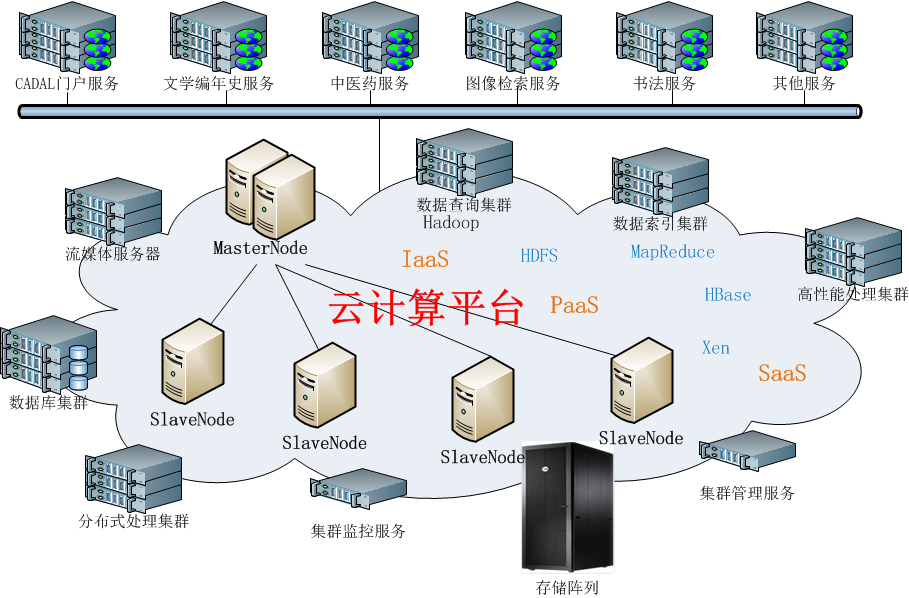 CADAL门户服务
文学编年史服务
中医药服务
图像检索服务
书法服务
其他服务
数据查询集群
Hadoop
数据索引集群
流媒体服务器
MasterNode
IaaS
HDFS
MapReduce
高性能处理集群
云计算平台
PaaS
HBase
Xen
SaaS
数据库集群
SlaveNode
SlaveNode
SlaveNode
SlaveNode
分布式处理集群
集群监控服务
集群管理服务
存储阵列